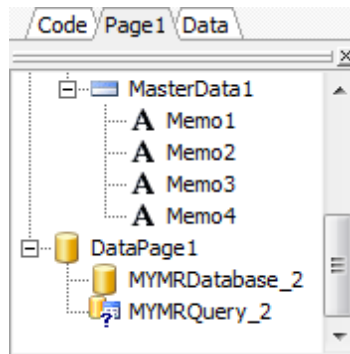 Code Page1 Data
MasterData1
Memo1
Memo2
Memo3
Memo4
DataPage1
MYMRDatabase_2
MYMRQuery_2